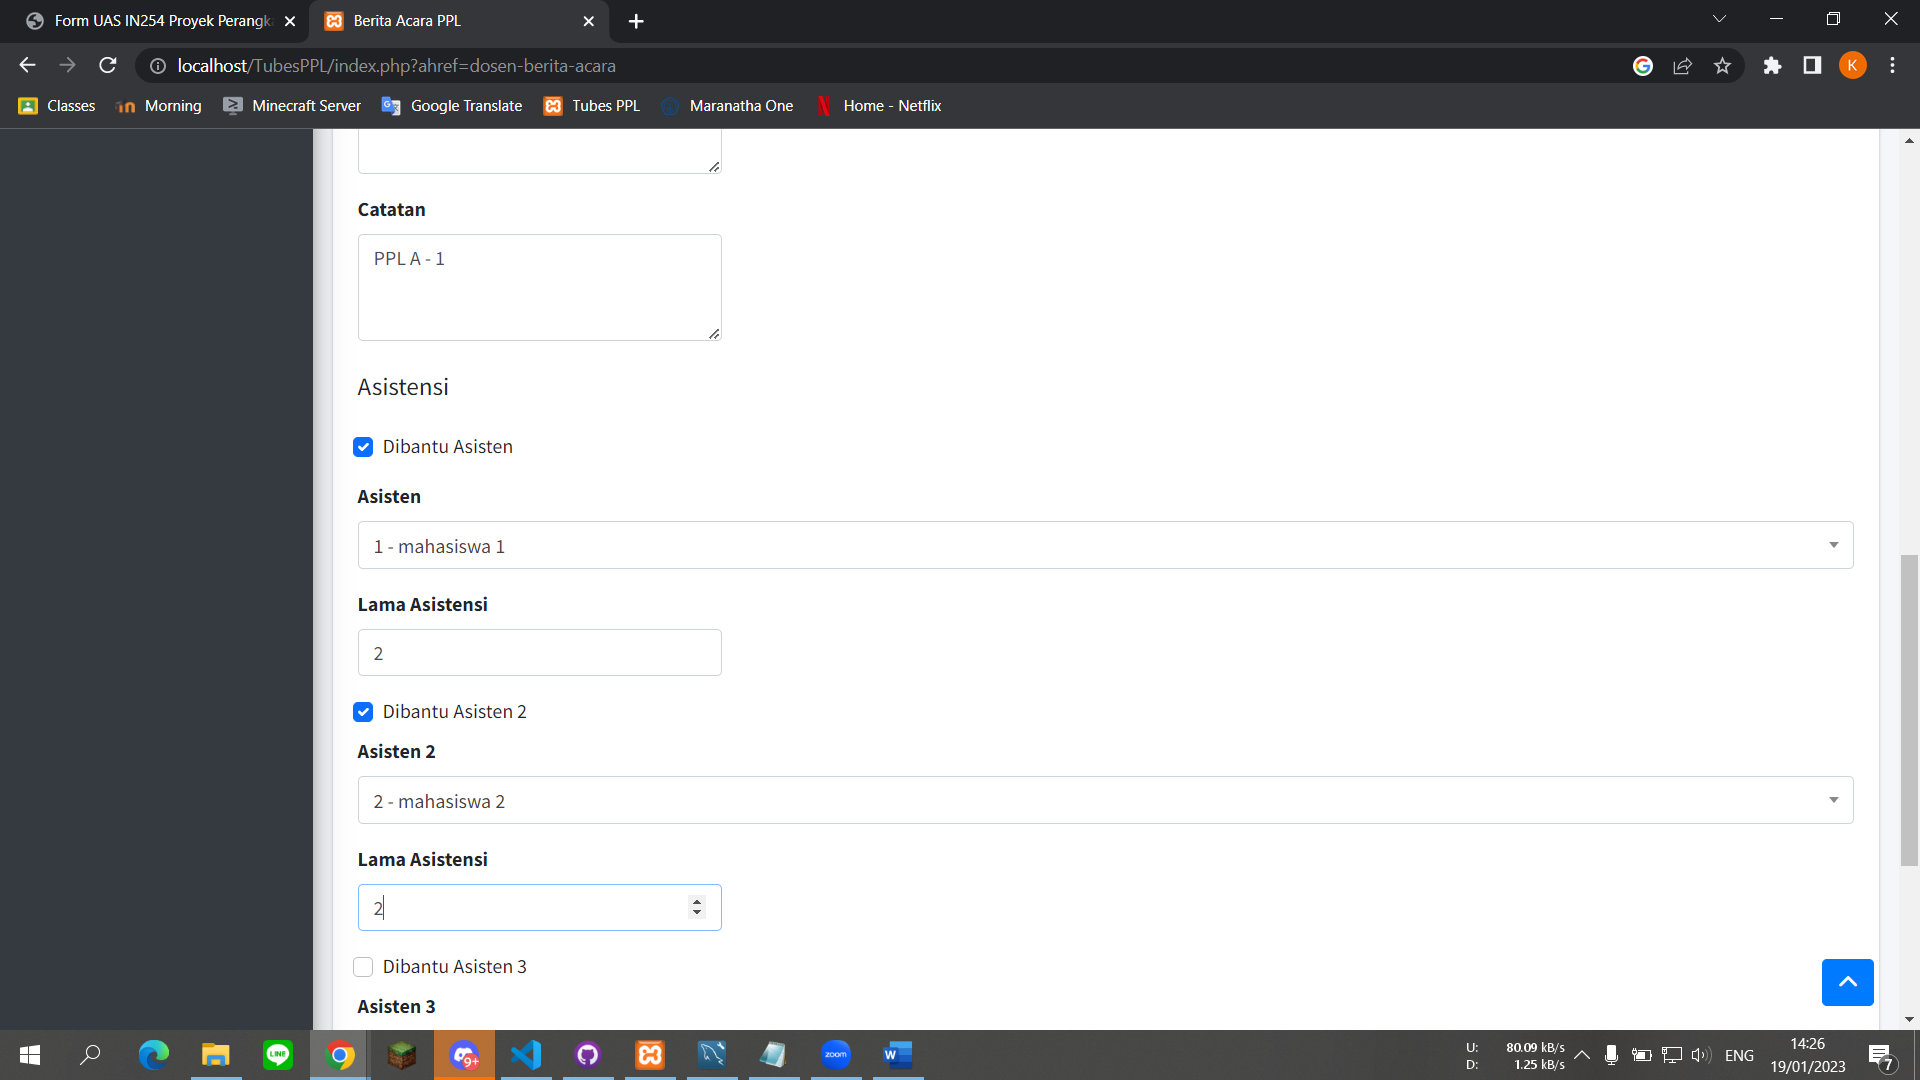 Form UAS IN254 Proyek Perangka
Berita Acara PPL
localhost/TubesPPL/index.php?ahref=dosen-berita-acara
K
Classes
Morning
Minecraft Server
Google Translate
Tubes PPL
Maranatha One
Home - Netflix
Catatan
PPL A - 1
Asistensi
Dibantu Asisten
Asisten
1 - mahasiswa 1
Lama Asistensi
2
Dibantu Asisten 2
Asisten 2
2 - mahasiswa 2
Lama Asistensi
2
Dibantu Asisten 3
Asisten 3
LINE
9+
zoom
W
U: 80.09 kB/s
D: 1.25 kB/s
ENG
14:26
19/01/2023
7